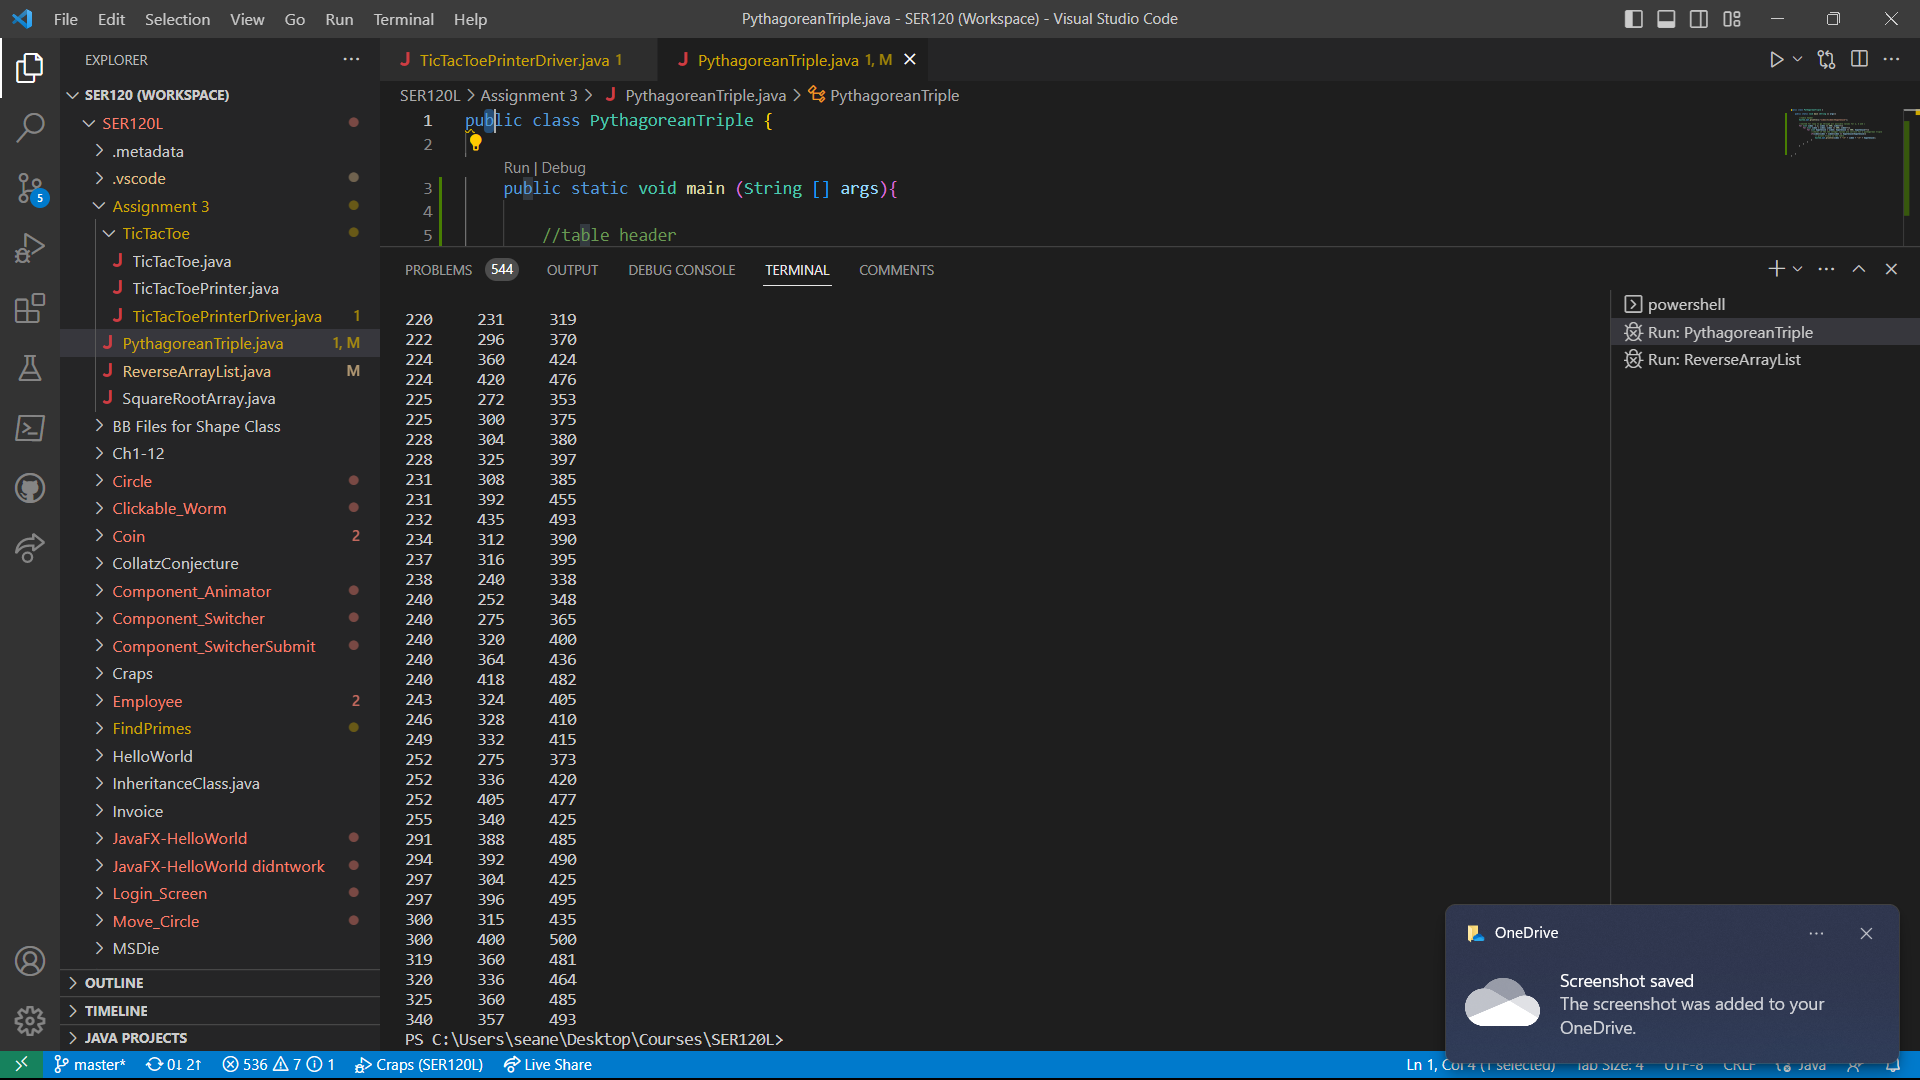 File Edit Selection View Go Run Terminal Help
PythagoreanTriple.java - SER120 (Workspace) - Visual Studio Code
EXPLORER
SER120 (WORKSPACE)
SER120L
.metadata
.vscode
Assignment 3
TicTacToe
TicTacToe.java
TicTacToePrinter.java
TicTacToePrinterDriver.java 1
PythagoreanTriple.java 1, M
ReverseArrayList.java M
SquareRootArray.java
BB Files for Shape Class
Ch1-12
Circle
Clickable_Worm
Coin 2
CollatzConjecture
Component_Animator
Component_Switcher
Component_SwitcherSubmit
Craps
Employee 2
FindPrimes
HelloWorld
InheritanceClass.java
Invoice
JavaFX-HelloWorld
JavaFX-HelloWorld didntwork
Login_Screen
Move_Circle
MSDie
OUTLINE
TIMELINE
JAVA PROJECTS
5
TicTacToePrinterDriver.java 1
PythagoreanTriple.java 1, M
SER120L > Assignment 3 > PythagoreanTriple.java > PythagoreanTriple
1 public class PythagoreanTriple {
2
Run | Debug
3 public static void main (String [] args){
4
5 //table header
PROBLEMS 544 OUTPUT DEBUG CONSOLE TERMINAL COMMENTS
220 231 319
222 296 370
224 360 424
224 420 476
225 272 353
225 300 375
228 304 380
228 325 397
231 308 385
231 392 455
232 435 493
234 312 390
237 316 395
238 240 338
240 252 348
240 275 365
240 320 400
240 364 436
240 418 482
243 324 405
246 328 410
249 332 415
252 275 373
252 336 420
252 405 477
255 340 425
291 388 485
294 392 490
297 304 425
297 396 495
300 315 435
300 400 500
319 360 481
320 336 464
325 360 485
340 357 493
PS C:\Users\seane\Desktop\Courses\SER120L>
powershell
Run: PythagoreanTriple
Run: ReverseArrayList
OneDrive
Screenshot saved
The screenshot was added to your
OneDrive.
master* 0↓ 2↑ 536 7 1 Craps (SER120L) Live Share
Ln 1, Col 4 (1 selected) Tab Size: 4 UTF-8 CRLF Java